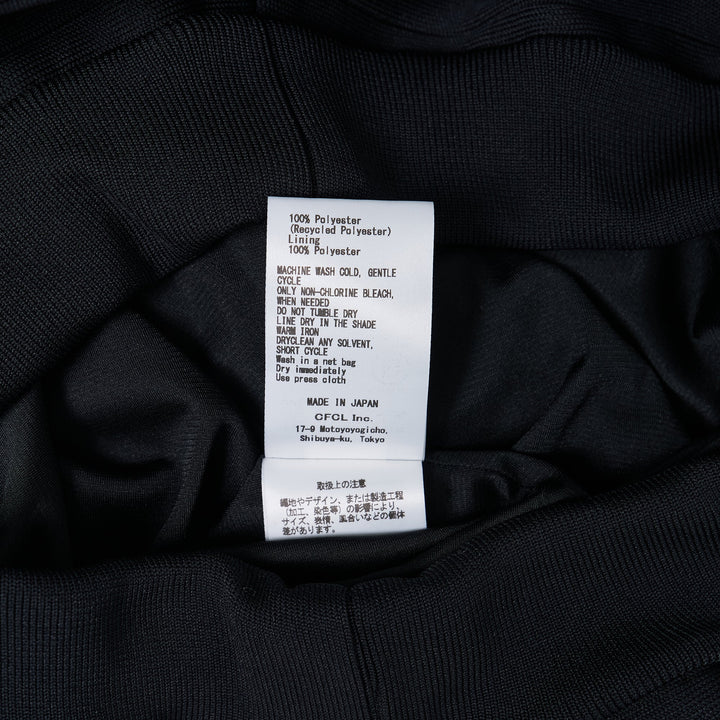 100% Polyester
(Recycled Polyester)
Lining
100% Polyester
MACHINE WASH COLD, GENTLE
CYCLE
ONLY NON-CHLORINE BLEACH,
WHEN NEEDED
DO NOT TUMBLE DRY
LINE DRY IN THE SHADE
WARM IRON
DRYCLEAN ANY SOLVENT,
SHORT CYCLE
Wash in a net bag
Dry immediately
Use press cloth
MADE IN JAPAN
CFCL Inc.
17-9 Motoyoyogicho,
Shibuya-ku, Tokyo
取扱上の注意
編地やデザイン、または製造工程
(加工、染色等) の影響により、
サイズ、表情、風合いなどの個体
差があります。